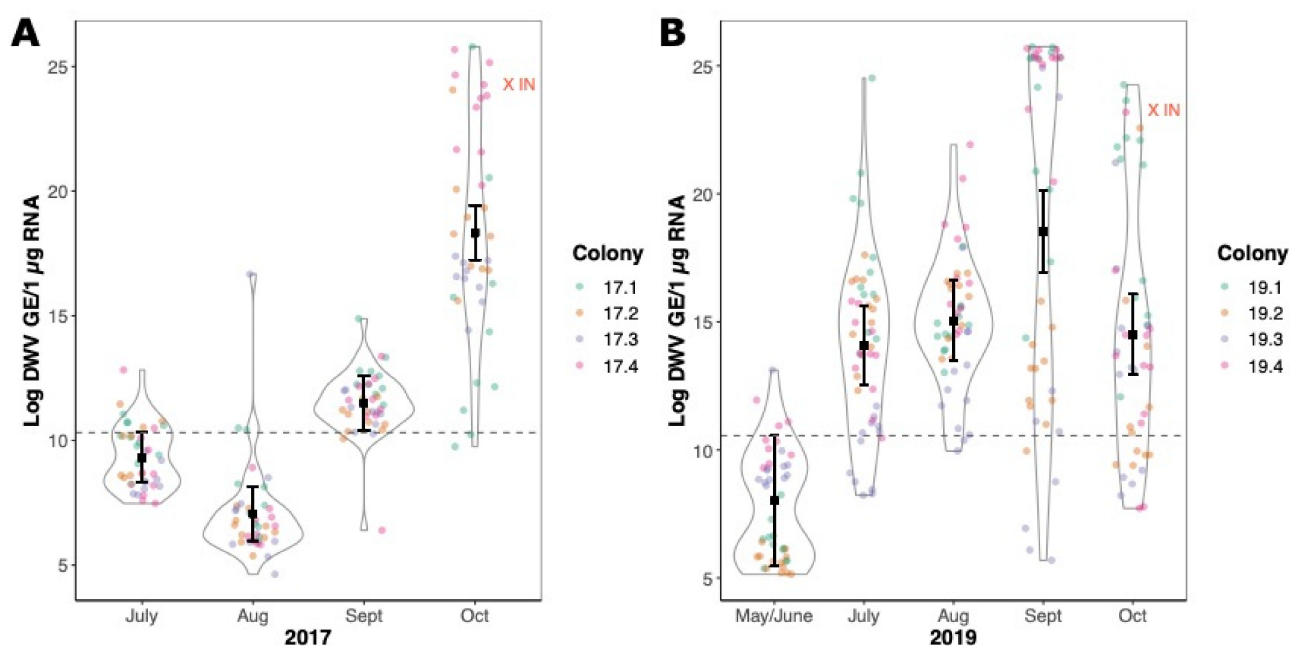 A
Log DWV GE/1 µg RNA
25
20
15
10
5
X IN
July Aug Sept Oct
2017
Colony
17.1
17.2
17.3
17.4
B
Log DWV GE/1 µg RNA
25
20
15
10
5
X IN
May/June July Aug Sept Oct
2019
Colony
19.1
19.2
19.3
19.4